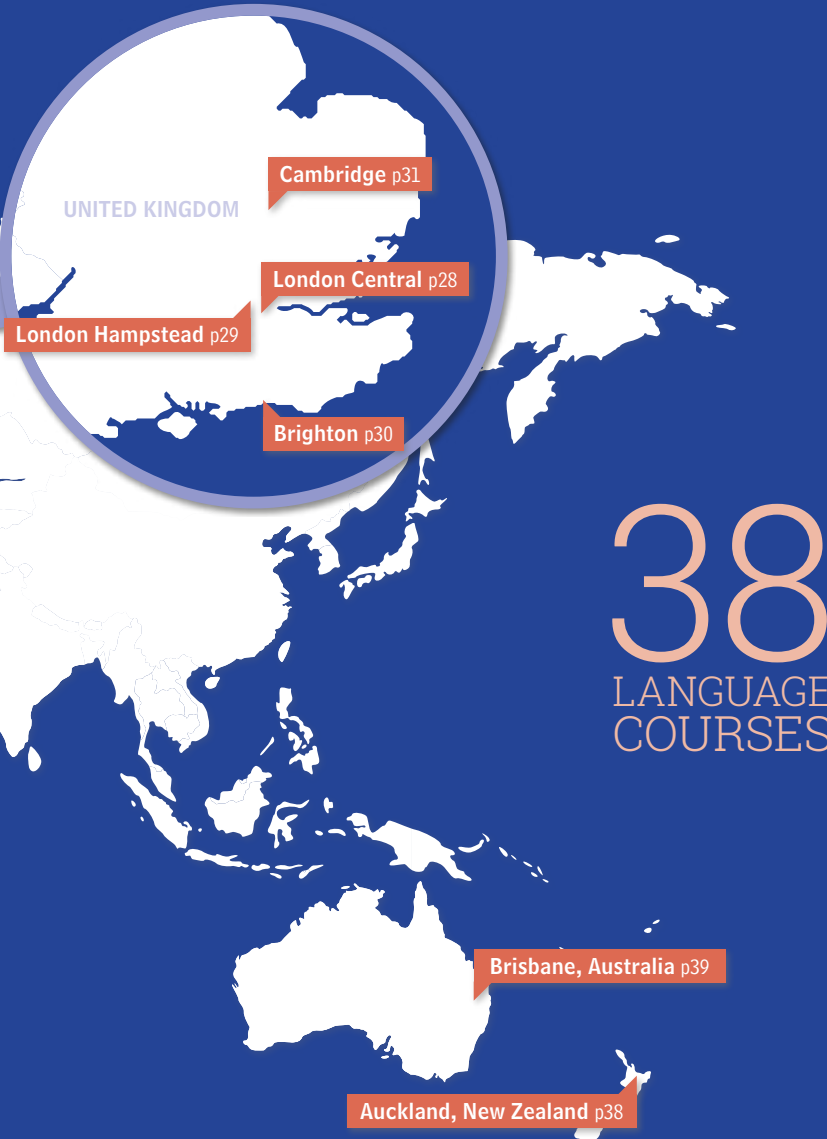 Cambridge p31
UNITED KINGDOM
London Central p28
London Hampstead p29
Brighton p30
38
LANGUAGE
COURSES
Brisbane, Australia p39
Auckland, New Zealand p38